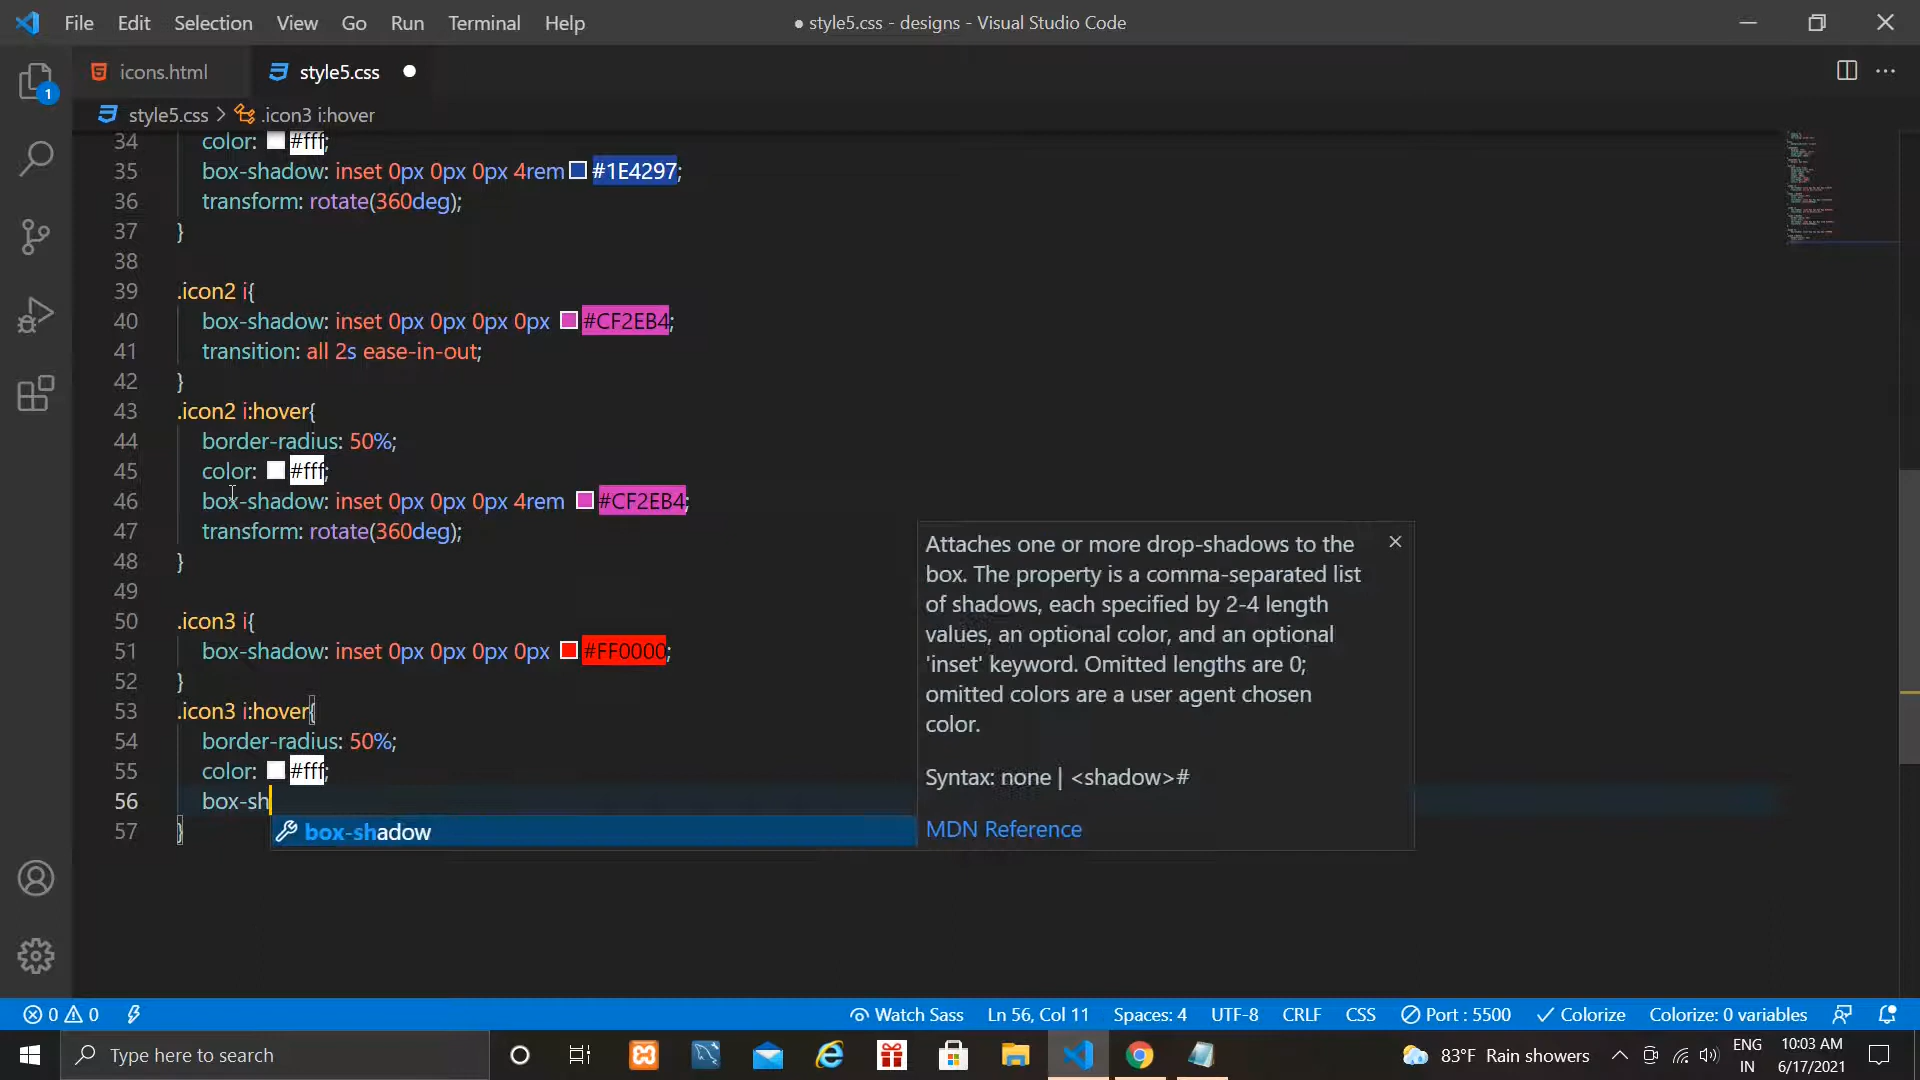 File Edit Selection View Go Run Terminal Help
● style5.css - designs - Visual Studio Code
icons.html
style5.css ●
1
style5.css > .icon3 i:hover
34 color: #fff;
35 box-shadow: inset 0px 0px 0px 4rem #1E4297;
36 transform: rotate(360deg);
37 }
38
39 .icon2 i{
40 box-shadow: inset 0px 0px 0px 0px #CF2EB4;
41 transition: all 2s ease-in-out;
42 }
43 .icon2 i:hover{
44 border-radius: 50%;
45 color: #fff;
46 box-shadow: inset 0px 0px 0px 4rem #CF2EB4;
47 transform: rotate(360deg);
48 }
49
50 .icon3 i{
51 box-shadow: inset 0px 0px 0px 0px #FF0000;
52 }
53 .icon3 i:hover{
54 border-radius: 50%;
55 color: #fff;
56 box-sh
57 }
box-shadow
Attaches one or more drop-shadows to the
box. The property is a comma-separated list
of shadows, each specified by 2-4 length
values, an optional color, and an optional
'inset' keyword. Omitted lengths are 0;
omitted colors are a user agent chosen
color.
Syntax: none | <shadow>#
MDN Reference
0 0 Watch Sass Ln 56, Col 11 Spaces: 4 UTF-8 CRLF CSS Port : 5500 Colorize Colorize: 0 variables
Type here to search
83°F Rain showers
ENG
IN
10:03 AM
6/17/2021